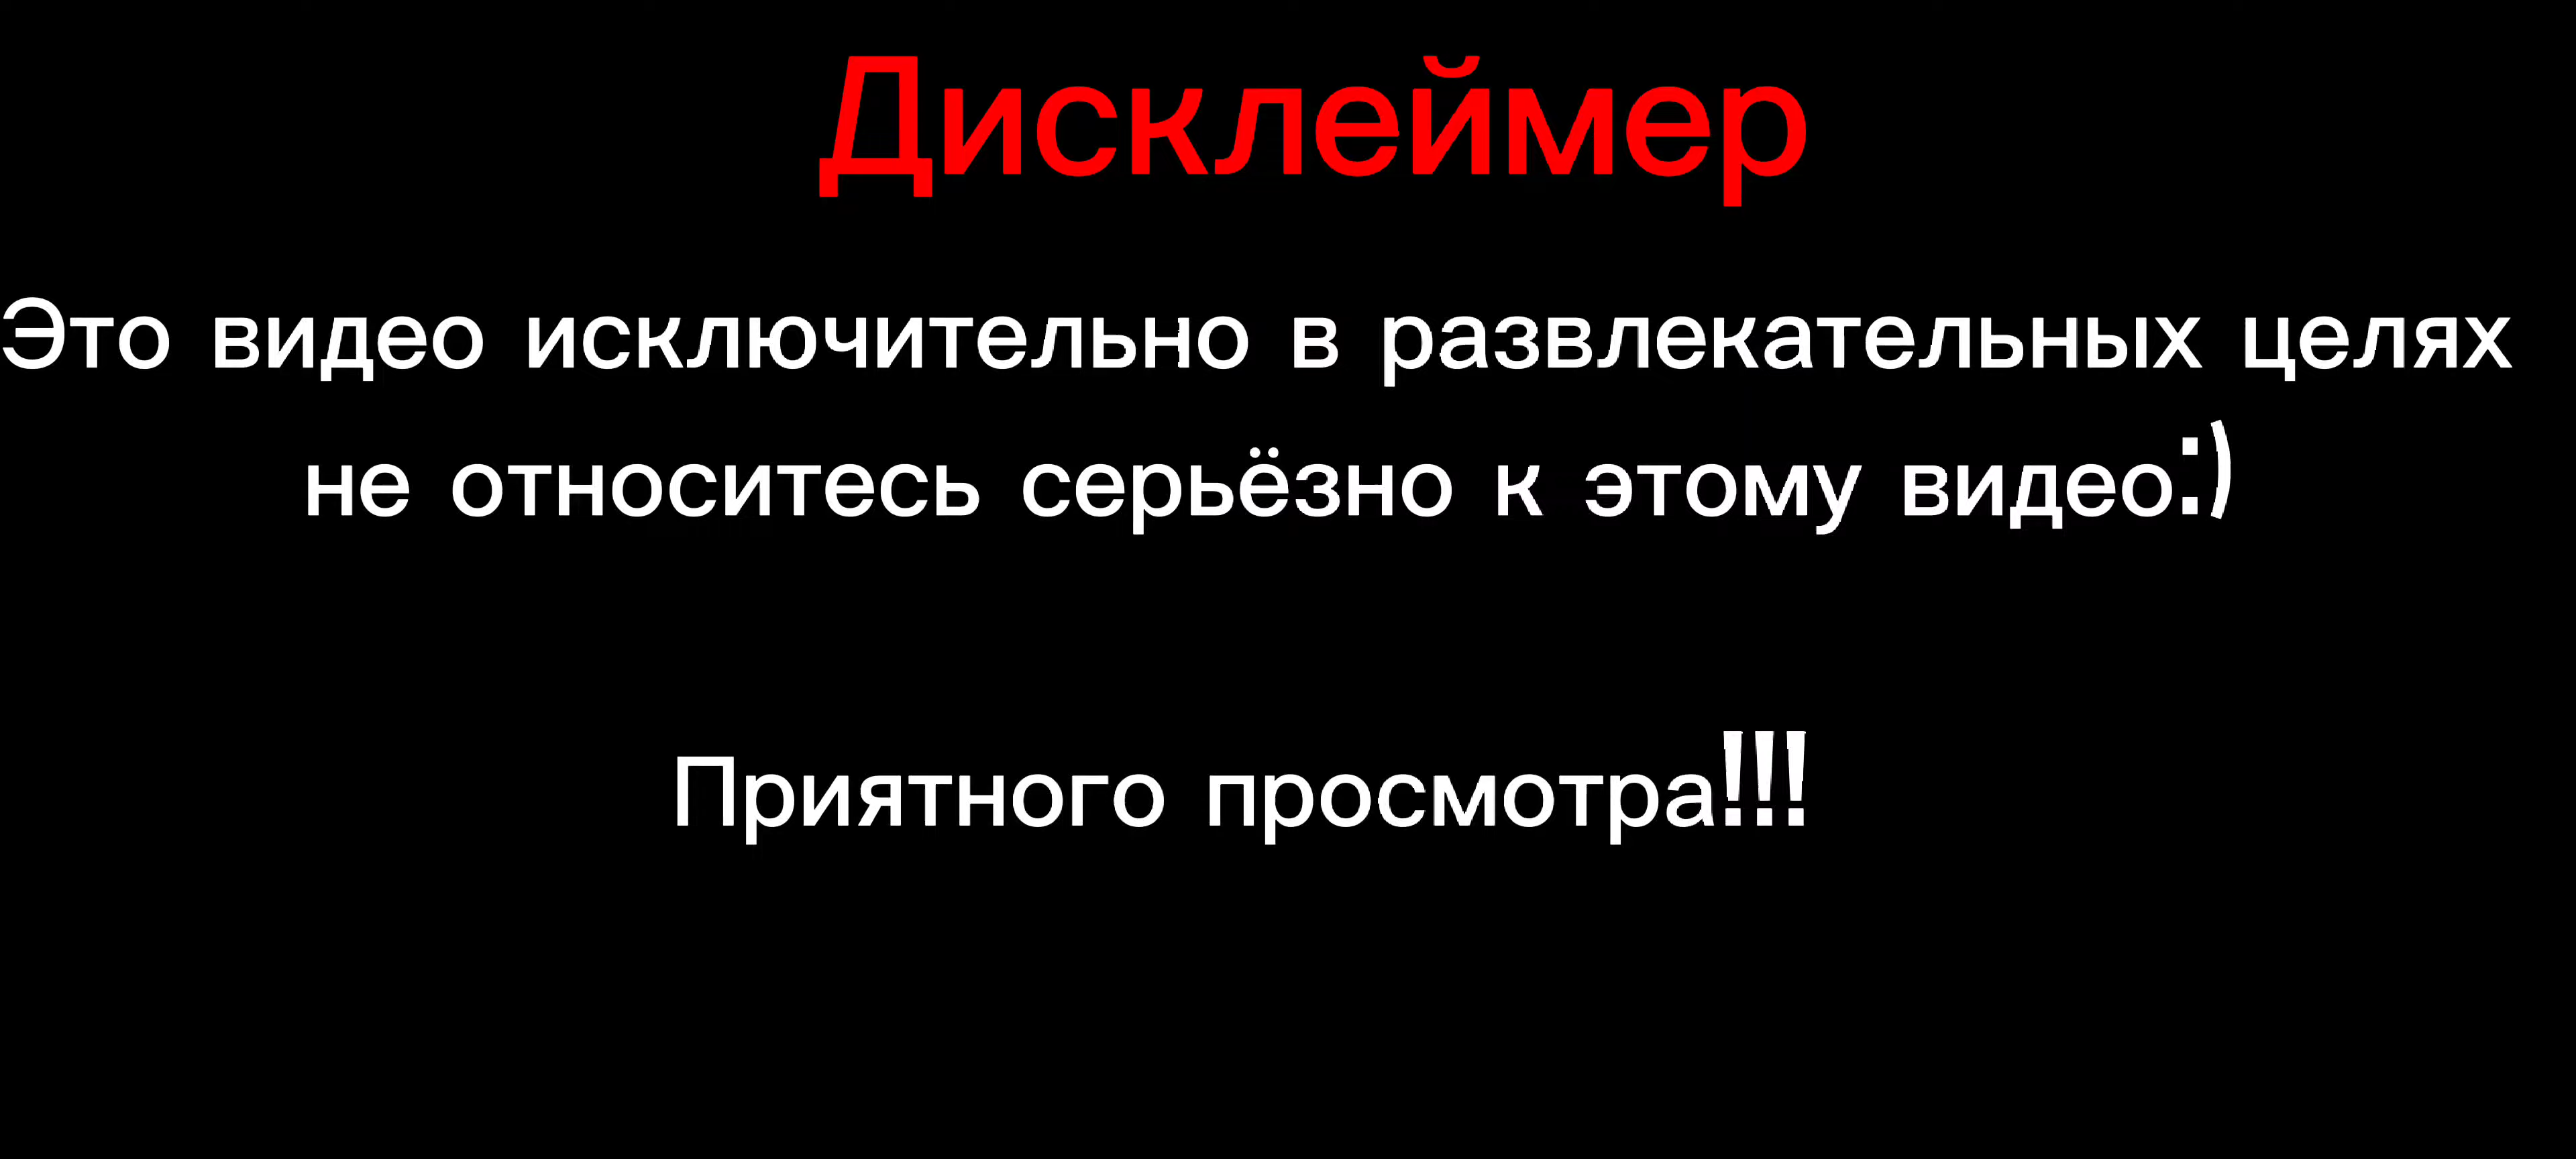 Дисклеймер
Это видео исключительно в развлекательных целях
не относитесь серьёзно к этому видео:)
Приятного просмотра!!!